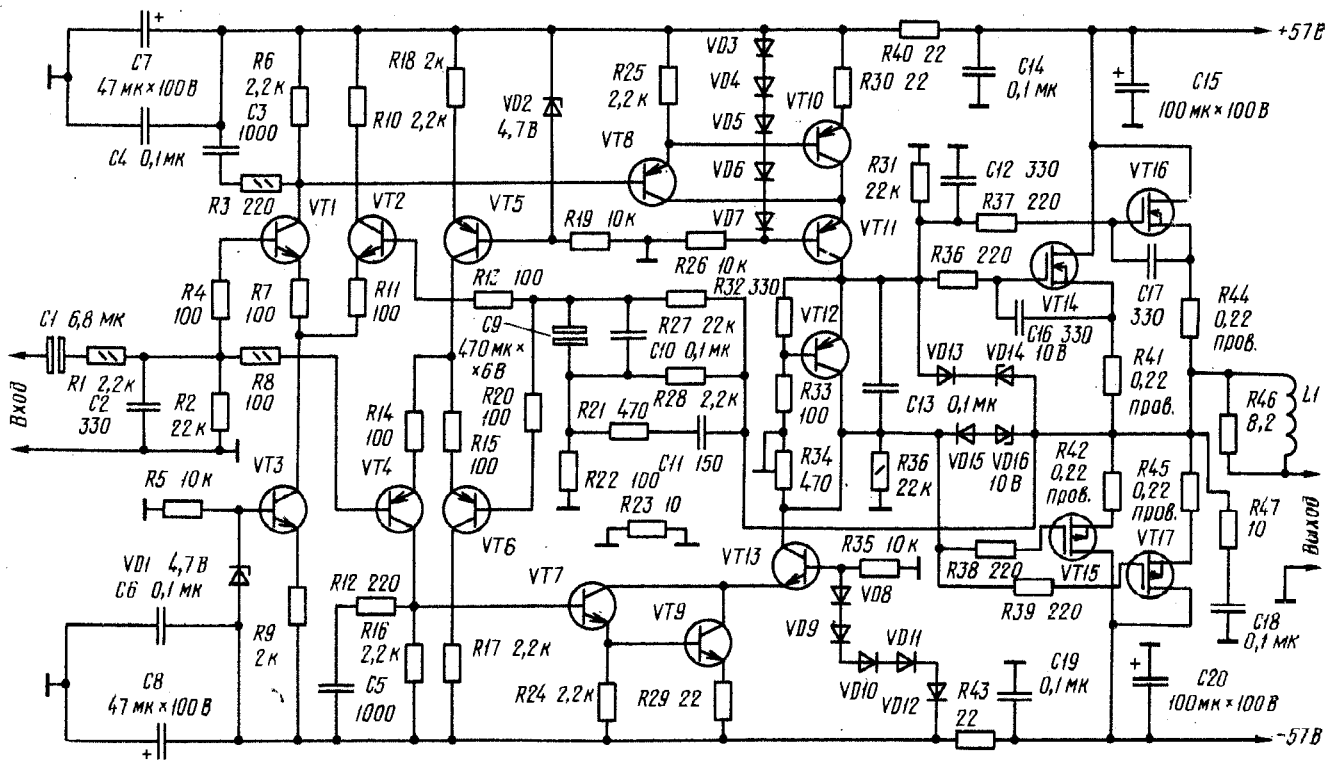 C7
47 мк × 100 В
C4 0,1 мк
R6
2,2 к
C3
1000
R3 220
R10 2,2 к
R18 2к
VD2
4,7 В
R25
2,2 к
VT8
VD3
VD4
VD5
VD6
VD7
VT10
R40 22
R30 22
C14
0,1 мк
C15
100 мк × 100 В
+57 В
VT1
VT2
VT5
R19 10 к
R26 10 к
VT11
R31
22 к
C12 330
R37 220
VT16
R36 220
VT14
C16 330
C17
330
R44
0,22
пров.
R4
100
R7
100
R11
100
R13 100
C9
470 мк ×
× 6 В
R32 330
R27 22 к
C10 0,1 мк
R28 2,2 к
VT12
R33
100
VD13
VD14
10 В
R41
0,22
пров.
C1 6,8 мк
R1 2,2 к
Вход
C2
330
R2
22 к
R8
100
R14
100
R15
100
R20
100
R21 470
C11 150
R22 100
R23 10
R34
470
C13 0,1 мк
R36
22 к
VD15
VD16
10 В
R42
0,22
пров.
R45
0,22
пров.
R46
8,2
L1
R47
10
Выход
R5 10 к
VT3
VT4
VT6
VT13
R35 10 к
R38 220
VT15
VT17
R39 220
VD1 4,7 В
C6 0,1 мк
R12 220
R16
2,2 к
VT7
VT9
VD8
VD9
VD10
VD11
VD12
C18
0,1 мк
R9
2 к
R17 2,2 к
C5
1000
R24 2,2 к
R29 22
R43
22
C19
0,1 мк
C20
100 мк × 100 В
C8
47 мк × 100 В
−57 В